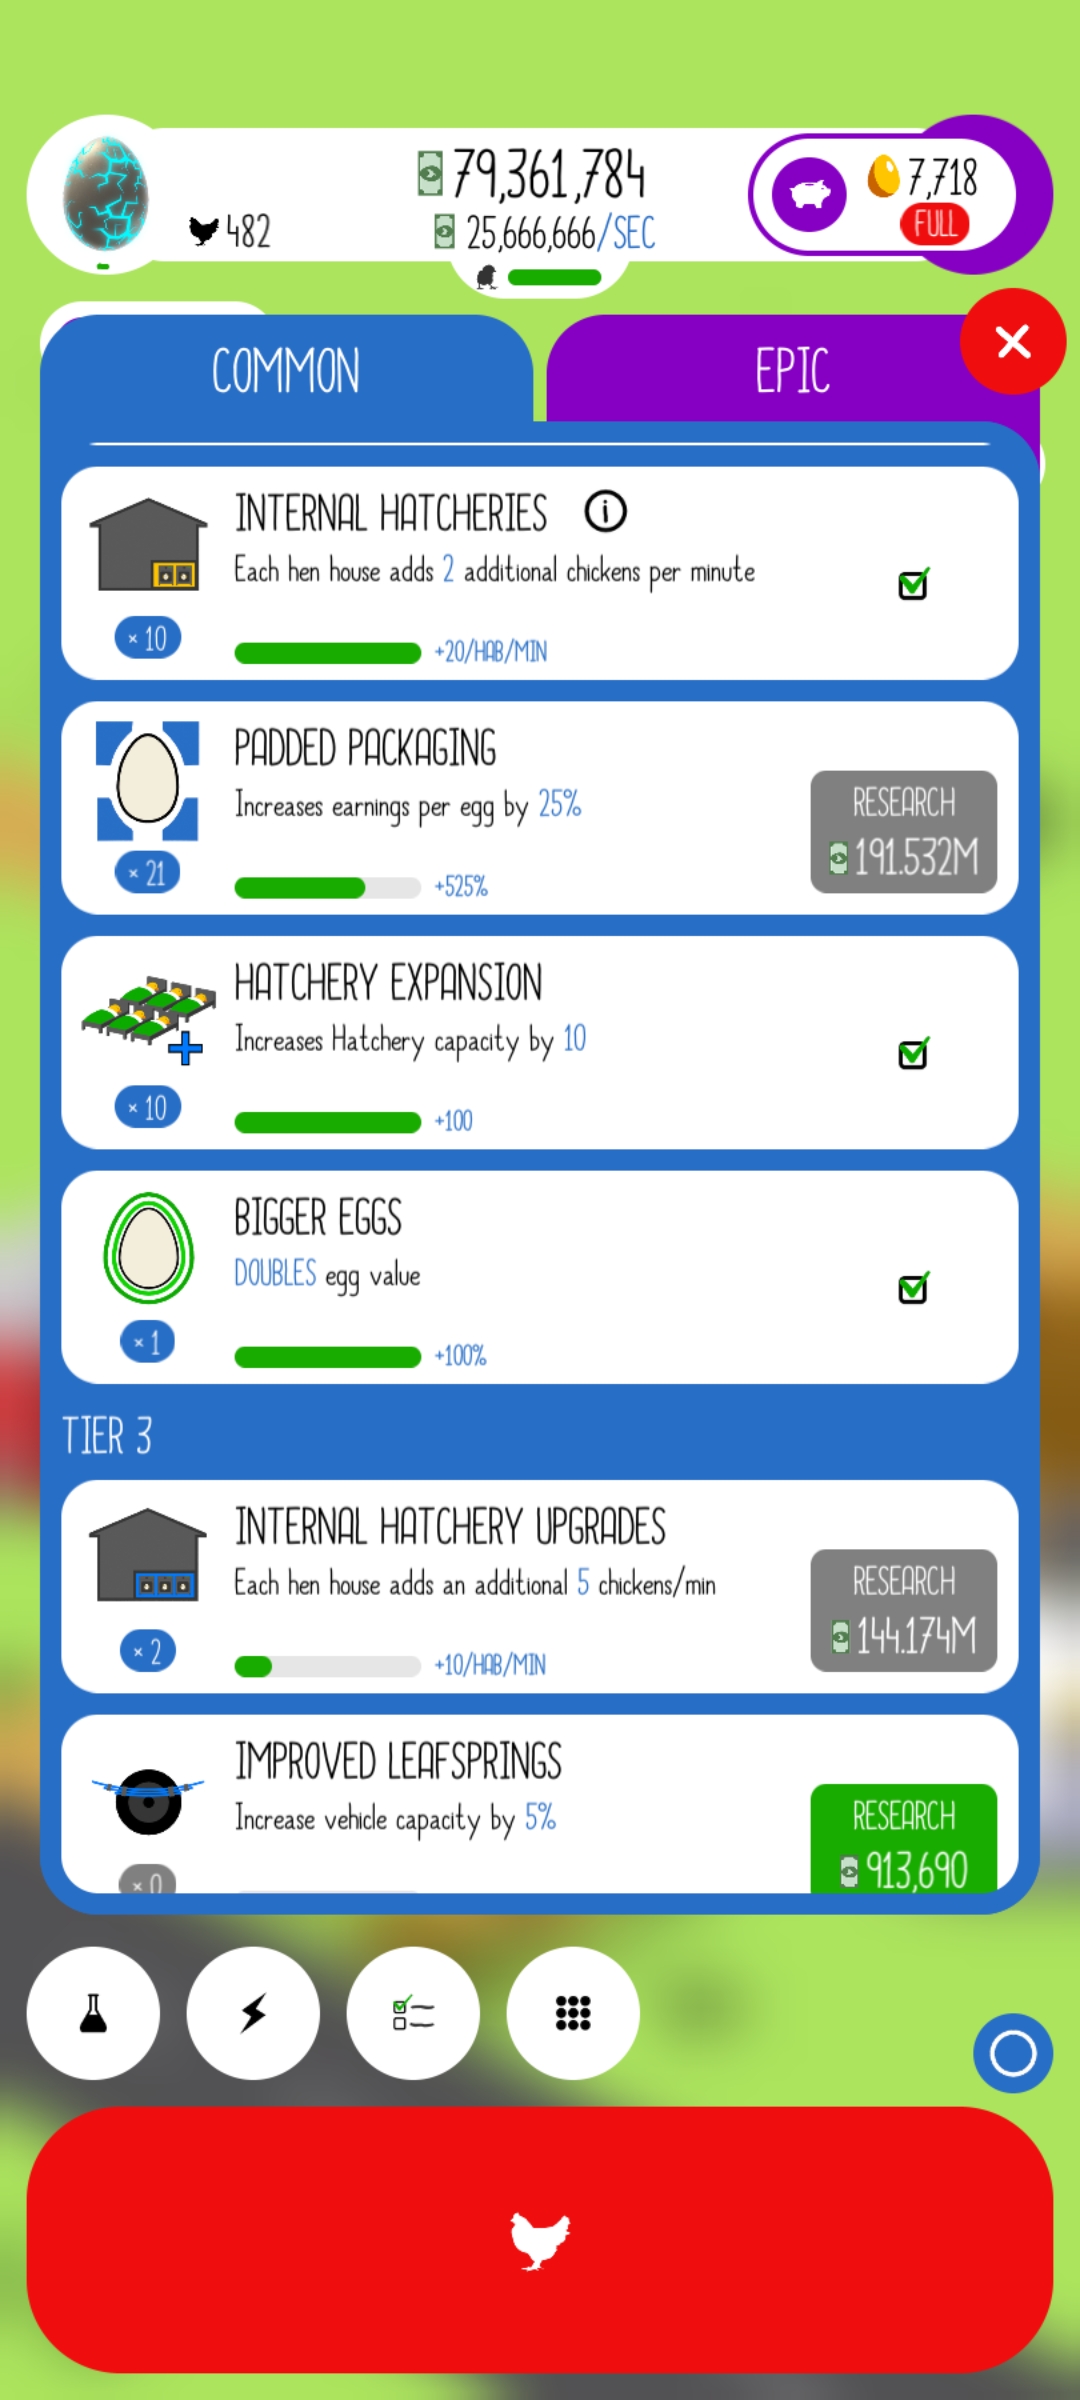 79,361,784
7,718
482
25,666,666/SEC
FULL
COMMON
EPIC
INTERNAL HATCHERIES
Each hen house adds 2 additional chickens per minute
× 10
+20/HAB/MIN
PADDED PACKAGING
Increases earnings per egg by 25%
RESEARCH
191.532M
× 21
+525%
HATCHERY EXPANSION
Increases Hatchery capacity by 10
× 10
+100
BIGGER EGGS
DOUBLES egg value
× 1
+100%
TIER 3
INTERNAL HATCHERY UPGRADES
Each hen house adds an additional 5 chickens/min
RESEARCH
144.174M
× 2
+10/HAB/MIN
IMPROVED LEAFSPRINGS
Increase vehicle capacity by 5%
RESEARCH
913,690
× 0